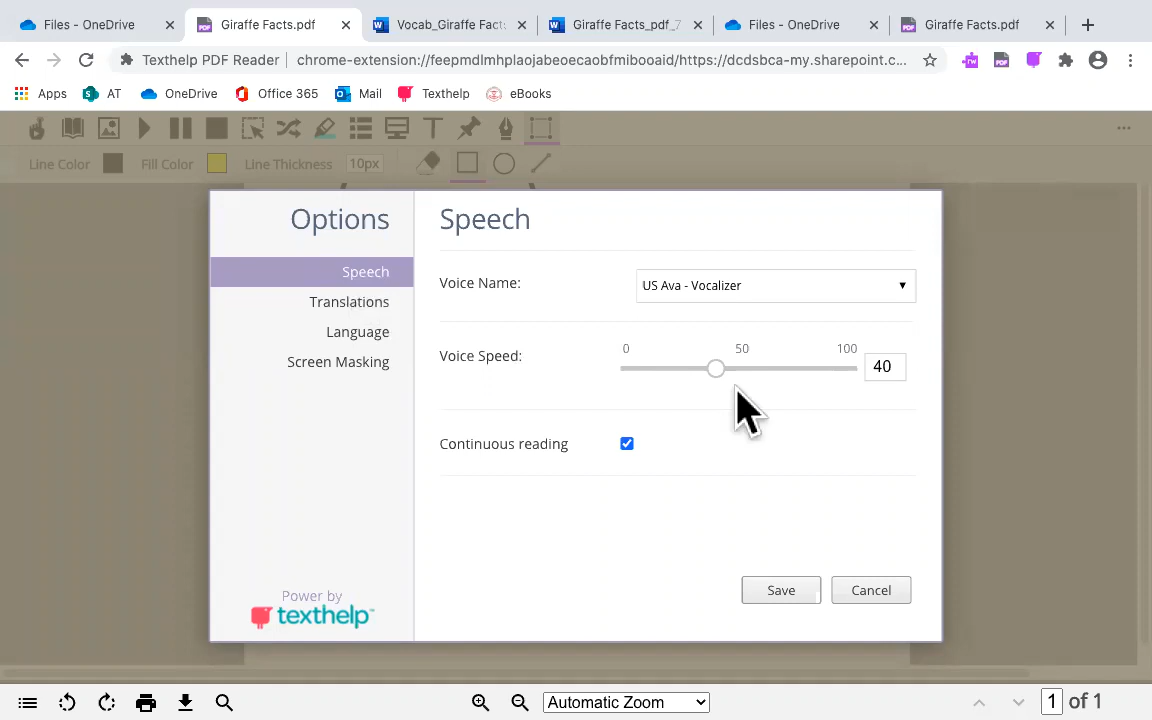 Files - OneDrive
Giraffe Facts.pdf
Vocab_Giraffe Fact
Giraffe Facts_pdf_7
Files - OneDrive
Giraffe Facts.pdf
Texthelp PDF Reader
chrome-extension://feepmdlmhplaojabeoecaobfmibooaid/https://dcdsbca-my.sharepoint.c...
Apps
AT
OneDrive
Office 365
Mail
Texthelp
eBooks
Line Color
Fill Color
Line Thickness
10px
Options
Speech
Translations
Language
Screen Masking
Power by
texthelp™
Speech
Voice Name:
US Ava - Vocalizer
Voice Speed:
0 50 100
40
Continuous reading
Save
Cancel
Automatic Zoom
1 of 1